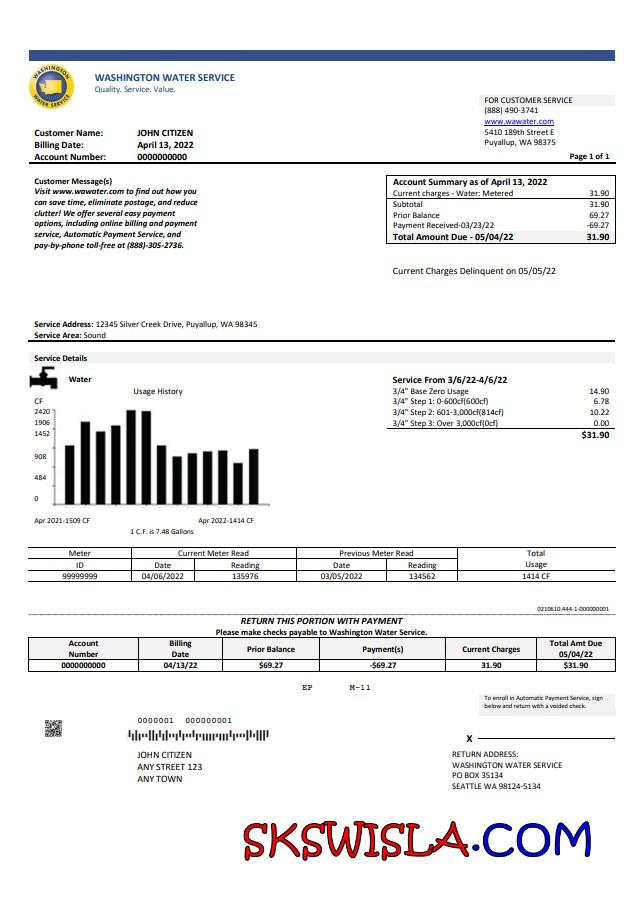 WASHINGTON
WATER SERVICE
WASHINGTON WATER SERVICE
Quality. Service. Value.
FOR CUSTOMER SERVICE
(888) 490-3741
www.wawater.com
5410 189th Street E
Puyallup, WA 98375
Customer Name: JOHN CITIZEN
Billing Date: April 13, 2022
Account Number: 0000000000
Page 1 of 1
Customer Message(s)
Visit www.wawater.com to find out how you
can save time, eliminate postage, and reduce
clutter! We offer several easy payment
options, including online billing and payment
service, Automatic Payment Service, and
pay-by-phone toll-free at (888)-305-2736.
Account Summary as of April 13, 2022
Current charges - Water: Metered 31.90
Subtotal 31.90
Prior Balance 69.27
Payment Received-03/23/22 -69.27
Total Amount Due - 05/04/22 31.90
Current Charges Delinquent on 05/05/22
Service Address: 12345 Silver Creek Drive, Puyallup, WA 98345
Service Area: Sound
Service Details
Water
Usage History
CF
2420
1906
1452
908
484
0
Apr 2021-1509 CF Apr 2022-1414 CF
1 C.F. is 7.48 Gallons
Service From 3/6/22-4/6/22
3/4" Base Zero Usage 14.90
3/4" Step 1: 0-600cf(600cf) 6.78
3/4" Step 2: 601-3,000cf(814cf) 10.22
3/4" Step 3: Over 3,000cf(0cf) 0.00
$31.90
Meter Current Meter Read Previous Meter Read Total
ID Date Reading Date Reading Usage
99999999 04/06/2022 135976 03/05/2022 134562 1414 CF
0210610.444-1-000000001
RETURN THIS PORTION WITH PAYMENT
Please make checks payable to Washington Water Service.
Account Billing Prior Balance Payment(s) Current Charges Total Amt Due
Number Date 05/04/22
0000000000 04/13/22 $69.27 -$69.27 31.90 $31.90
EP M-11
To enroll in Automatic Payment Service, sign
below and return with a voided check.
0000001 000000001
X
JOHN CITIZEN
ANY STREET 123
ANY TOWN
RETURN ADDRESS:
WASHINGTON WATER SERVICE
PO BOX 35134
SEATTLE WA 98124-5134
SKSWISLA.COM